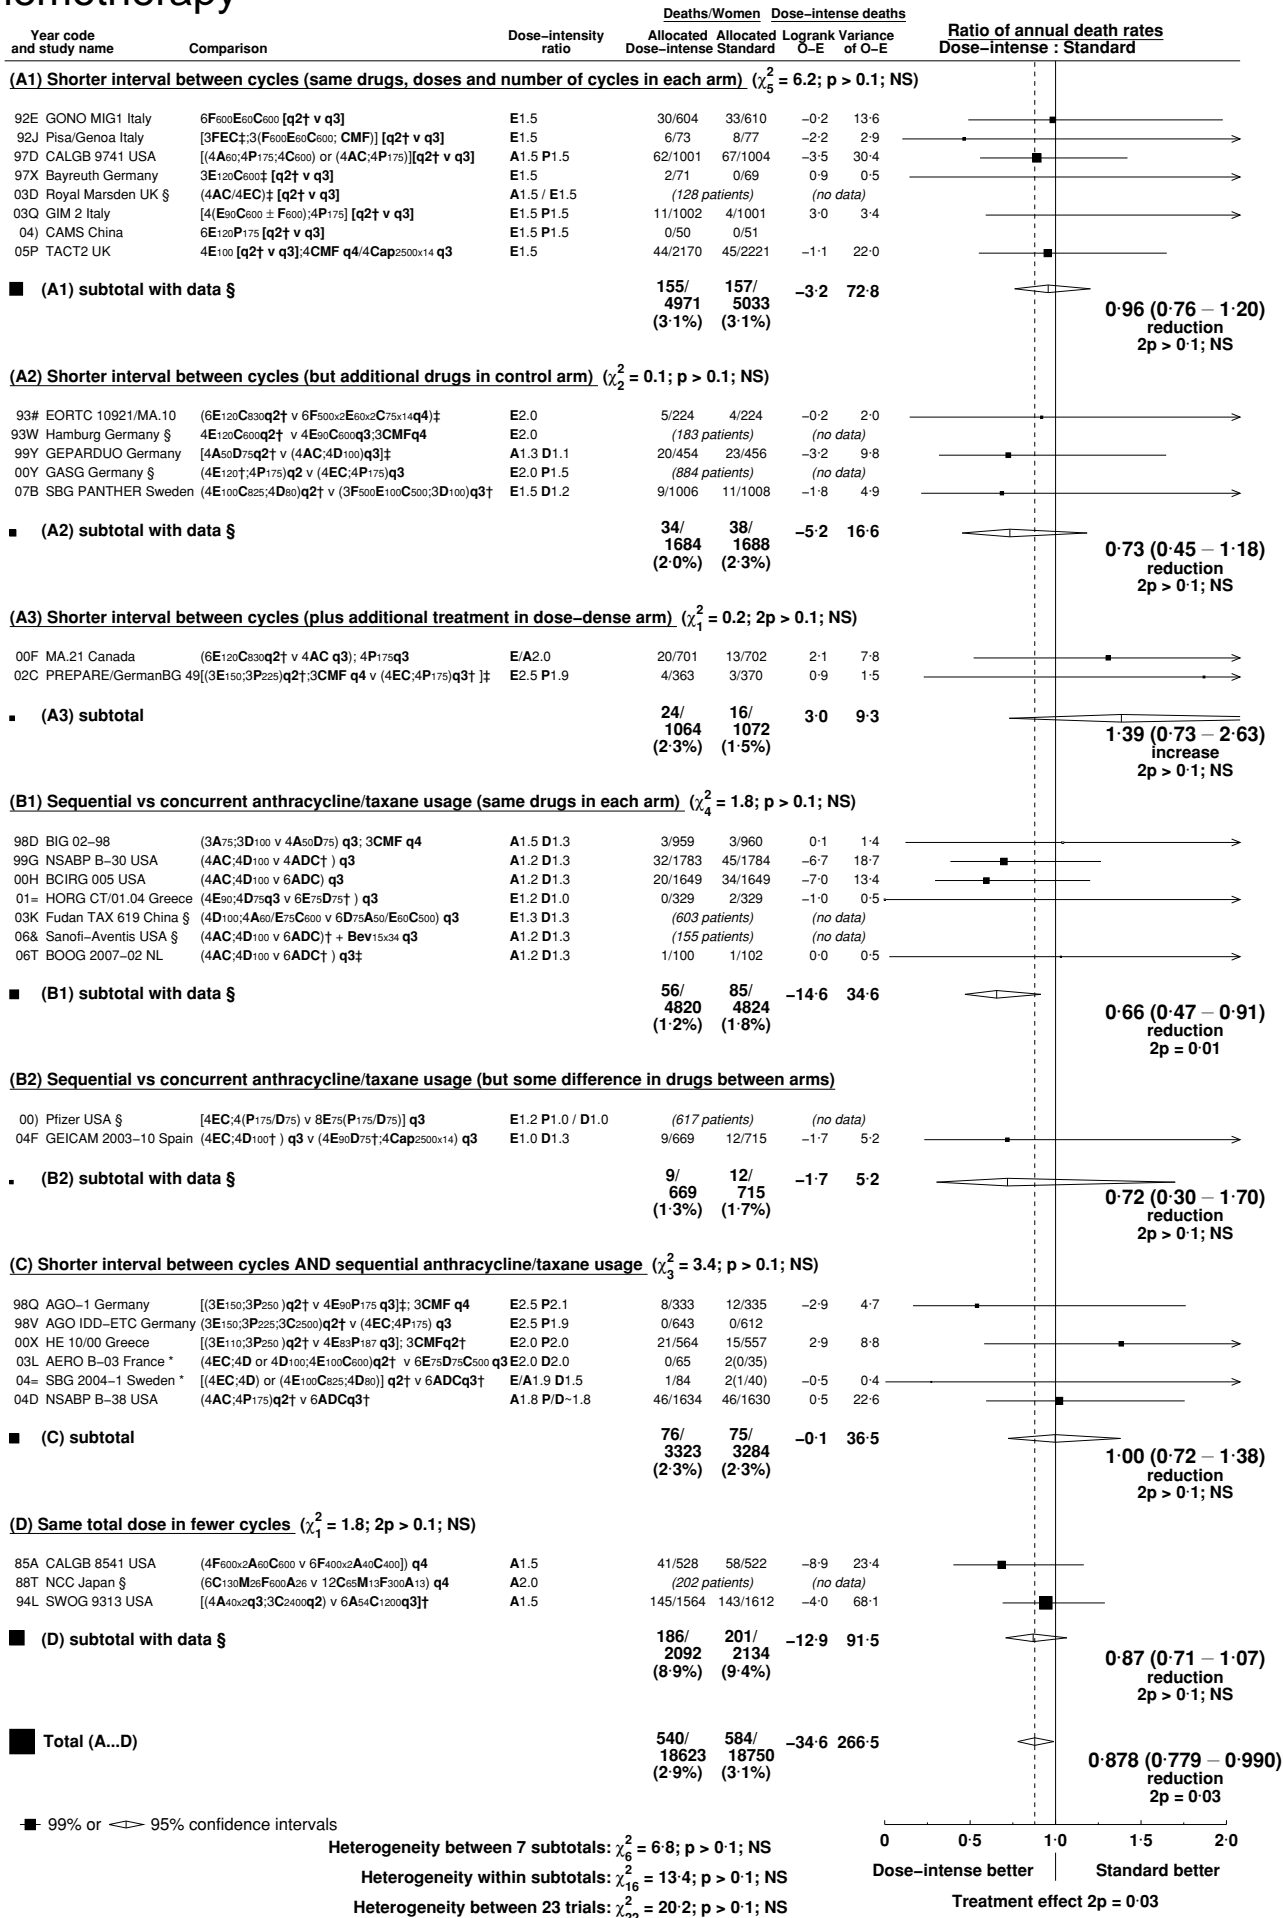 emotherapy
Deaths/Women Dose−intense deaths
Year code and study name Comparison Dose−intensity ratio Allocated Dose−intense Allocated Standard Logrank O−E Variance of O−E Ratio of annual death rates Dose−intense : Standard
(A1) Shorter interval between cycles (same drugs, doses and number of cycles in each arm) (χ²₅ = 6.2; p > 0.1; NS)
92E GONO MIG1 Italy 6F600E60C600 [q2† v q3] E1.5 30/604 33/610 −0·2 13·6
92J Pisa/Genoa Italy [3FEC‡;3(F600E60C600; CMF)] [q2† v q3] E1.5 6/73 8/77 −2·2 2·9
97D CALGB 9741 USA [(4A60;4P175;4C600) or (4AC;4P175)][q2† v q3] A1.5 P1.5 62/1001 67/1004 −3·5 30·4
97X Bayreuth Germany 3E120C600‡ [q2† v q3] E1.5 2/71 0/69 0·9 0·5
03D Royal Marsden UK § (4AC/4EC)‡ [q2† v q3] A1.5 / E1.5 (128 patients) (no data)
03Q GIM 2 Italy [4(E90C600 ± F600);4P175] [q2† v q3] E1.5 P1.5 11/1002 4/1001 3·0 3·4
04) CAMS China 6E120P175 [q2† v q3] E1.5 P1.5 0/50 0/51
05P TACT2 UK 4E100 [q2† v q3];4CMF q4/4Cap2500x14 q3 E1.5 44/2170 45/2221 −1·1 22·0
(A1) subtotal with data § 155/4971 (3·1%) 157/5033 (3·1%) −3·2 72·8
0·96 (0·76 − 1·20)
reduction
2p > 0·1; NS
(A2) Shorter interval between cycles (but additional drugs in control arm) (χ²₂ = 0.1; p > 0.1; NS)
93# EORTC 10921/MA.10 (6E120C830q2† v 6F500x2E60x2C75x14q4)‡ E2.0 5/224 4/224 −0·2 2·0
93W Hamburg Germany § 4E120C600q2† v 4E90C600q3;3CMFq4 E2.0 (183 patients) (no data)
99Y GEPARDUO Germany [4A50D75q2† v (4AC;4D100)q3]‡ A1.3 D1.1 20/454 23/456 −3·2 9·8
00Y GASG Germany § (4E120†;4P175)q2 v (4EC;4P175)q3 E2.0 P1.5 (884 patients) (no data)
07B SBG PANTHER Sweden (4E100C825;4D80)q2† v (3F500E100C500;3D100)q3† E1.5 D1.2 9/1006 11/1008 −1·8 4·9
(A2) subtotal with data § 34/1684 (2·0%) 38/1688 (2·3%) −5·2 16·6
0·73 (0·45 − 1·18)
reduction
2p > 0·1; NS
(A3) Shorter interval between cycles (plus additional treatment in dose−dense arm) (χ²₁ = 0.2; 2p > 0.1; NS)
00F MA.21 Canada (6E120C830q2† v 4AC q3); 4P175q3 E/A2.0 20/701 13/702 2·1 7·8
02C PREPARE/GermanBG 49[(3E150;3P225)q2†;3CMF q4 v (4EC;4P175)q3† ]‡ E2.5 P1.9 4/363 3/370 0·9 1·5
(A3) subtotal 24/1064 (2·3%) 16/1072 (1·5%) 3·0 9·3
1·39 (0·73 − 2·63)
increase
2p > 0·1; NS
(B1) Sequential vs concurrent anthracycline/taxane usage (same drugs in each arm) (χ²₄ = 1.8; p > 0.1; NS)
98D BIG 02−98 (3A75;3D100 v 4A50D75) q3; 3CMF q4 A1.5 D1.3 3/959 3/960 0·1 1·4
99G NSABP B−30 USA (4AC;4D100 v 4ADC† ) q3 A1.2 D1.3 32/1783 45/1784 −6·7 18·7
00H BCIRG 005 USA (4AC;4D100 v 6ADC) q3 A1.2 D1.3 20/1649 34/1649 −7·0 13·4
01= HORG CT/01.04 Greece (4E90;4D75q3 v 6E75D75† ) q3 E1.2 D1.0 0/329 2/329 −1·0 0·5
03K Fudan TAX 619 China § (4D100;4A60/E75C600 v 6D75A50/E60C500) q3 E1.3 D1.3 (603 patients) (no data)
06& Sanofi−Aventis USA § (4AC;4D100 v 6ADC)† + Bev15x34 q3 A1.2 D1.3 (155 patients) (no data)
06T BOOG 2007−02 NL (4AC;4D100 v 6ADC† ) q3‡ A1.2 D1.3 1/100 1/102 0·0 0·5
(B1) subtotal with data § 56/4820 (1·2%) 85/4824 (1·8%) −14·6 34·6
0·66 (0·47 − 0·91)
reduction
2p = 0·01
(B2) Sequential vs concurrent anthracycline/taxane usage (but some difference in drugs between arms)
00) Pfizer USA § [4EC;4(P175/D75) v 8E75(P175/D75)] q3 E1.2 P1.0 / D1.0 (617 patients) (no data)
04F GEICAM 2003−10 Spain (4EC;4D100† ) q3 v (4E90D75†;4Cap2500x14) q3 E1.0 D1.3 9/669 12/715 −1·7 5·2
(B2) subtotal with data § 9/669 (1·3%) 12/715 (1·7%) −1·7 5·2
0·72 (0·30 − 1·70)
reduction
2p > 0·1; NS
(C) Shorter interval between cycles AND sequential anthracycline/taxane usage (χ²₃ = 3.4; p > 0.1; NS)
98Q AGO−1 Germany [(3E150;3P250 )q2† v 4E90P175 q3]‡; 3CMF q4 E2.5 P2.1 8/333 12/335 −2·9 4·7
98V AGO IDD−ETC Germany (3E150;3P225;3C2500)q2† v (4EC;4P175) q3 E2.5 P1.9 0/643 0/612
00X HE 10/00 Greece [(3E110;3P250 )q2† v 4E83P187 q3]; 3CMFq2† E2.0 P2.0 21/564 15/557 2·9 8·8
03L AERO B−03 France * (4EC;4D or 4D100;4E100C600)q2† v 6E75D75C500 q3 E2.0 D2.0 0/65 2(0/35)
04= SBG 2004−1 Sweden * [(4EC;4D) or (4E100C825;4D80)] q2† v 6ADCq3† E/A1.9 D1.5 1/84 2(1/40) −0·5 0·4
04D NSABP B−38 USA (4AC;4P175)q2† v 6ADCq3† A1.8 P/D~1.8 46/1634 46/1630 0·5 22·6
(C) subtotal 76/3323 (2·3%) 75/3284 (2·3%) −0·1 36·5
1·00 (0·72 − 1·38)
reduction
2p > 0·1; NS
(D) Same total dose in fewer cycles (χ²₁ = 1.8; 2p > 0.1; NS)
85A CALGB 8541 USA (4F600x2A60C600 v 6F400x2A40C400]) q4 A1.5 41/528 58/522 −8·9 23·4
88T NCC Japan § (6C130M26F600A26 v 12C65M13F300A13) q4 A2.0 (202 patients) (no data)
94L SWOG 9313 USA [(4A40x2q3;3C2400q2) v 6A54C1200q3]† A1.5 145/1564 143/1612 −4·0 68·1
(D) subtotal with data § 186/2092 (8·9%) 201/2134 (9·4%) −12·9 91·5
0·87 (0·71 − 1·07)
reduction
2p > 0·1; NS
Total (A...D) 540/18623 (2·9%) 584/18750 (3·1%) −34·6 266·5
0·878 (0·779 − 0·990)
reduction
2p = 0·03
99% or 95% confidence intervals
0 0·5 1·0 1·5 2·0
Heterogeneity between 7 subtotals: χ²₆ = 6·8; p > 0·1; NS
Dose−intense better Standard better
Heterogeneity within subtotals: χ²₁₆ = 13·4; p > 0·1; NS
Treatment effect 2p = 0·03
Heterogeneity between 23 trials: χ²₂₂ = 20·2; p > 0·1; NS